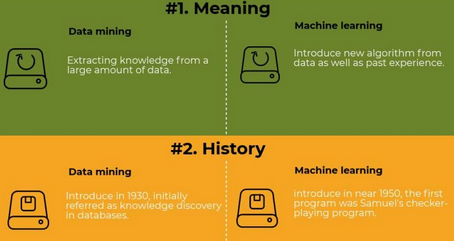 #1. Meaning
Data mining
Extracting knowledge from a
large amount of data.
Machine learning
Introduce new algorithm from
data as well as past experience.
#2. History
Data mining
Introduce in 1930, initially
referred as knowledge discovery
in databases.
Machine learning
introduce in near 1950, the first
program was Samuel's checker-
playing program.